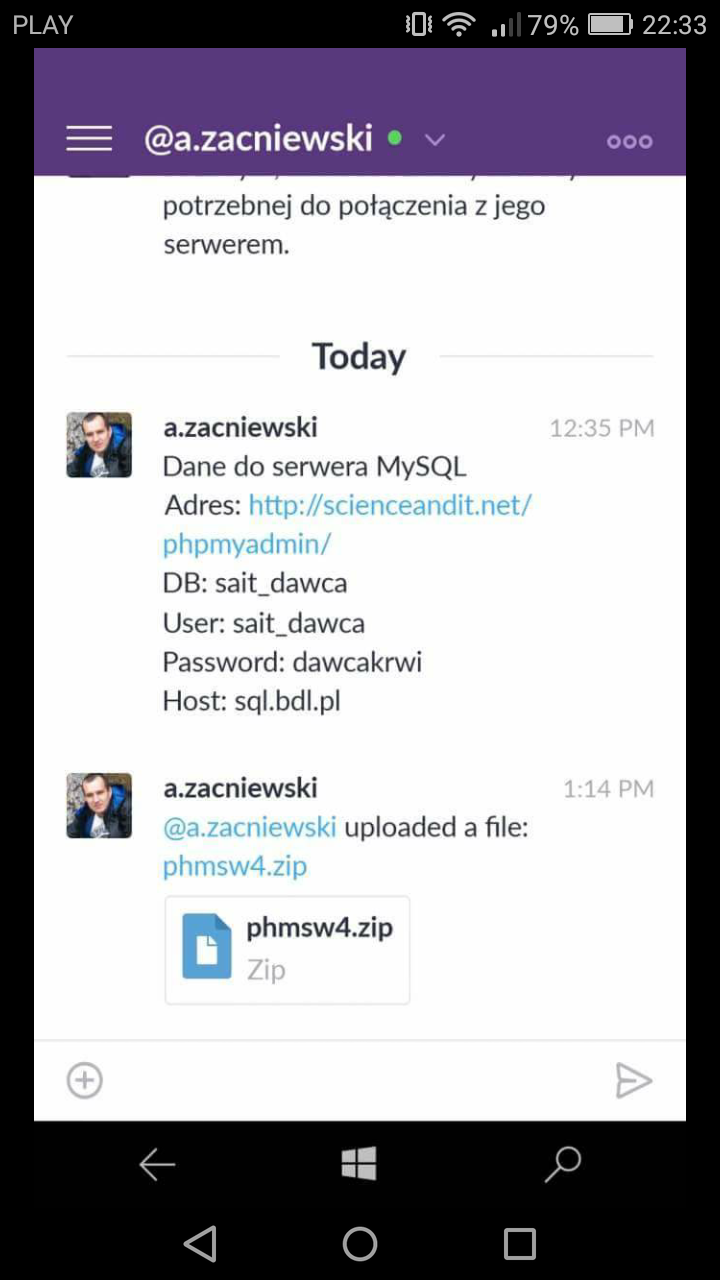 PLAY 79% 22:33
@a.zacniewski
potrzebnej do połączenia z jego
serwerem.
Today
a.zacniewski 12:35 PM
Dane do serwera MySQL
Adres: http://scienceandit.net/
phpmyadmin/
DB: sait_dawca
User: sait_dawca
Password: dawcakrwi
Host: sql.bdl.pl
a.zacniewski 1:14 PM
@a.zacniewski uploaded a file:
phmsw4.zip
phmsw4.zip
Zip